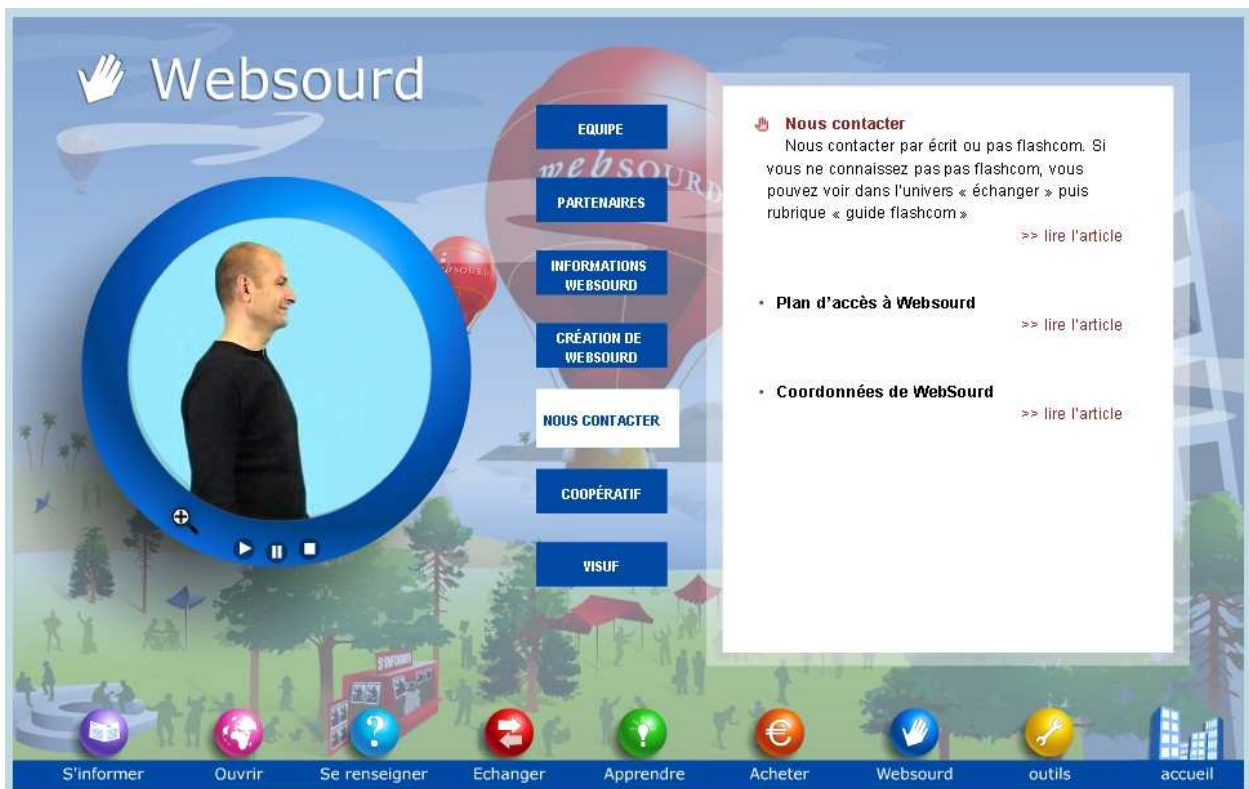 Websourd
EQUIPE
PARTENAIRES
INFORMATIONS
WEBSOURD
CRÉATION DE
WEBSOURD
NOUS CONTACTER
COOPÉRATIF
VISUF
webSOURD
Nous contacter
Nous contacter par écrit ou pas flashcom. Si
vous ne connaissez pas pas flashcom, vous
pouvez voir dans l'univers « échanger » puis
rubrique « guide flashcom »
>> lire l'article
• Plan d'accès à Websourd
>> lire l'article
• Coordonnées de WebSourd
>> lire l'article
S'INFORMER
S'informer
Ouvrir
Se renseigner
Echanger
Apprendre
Acheter
Websourd
outils
accueil